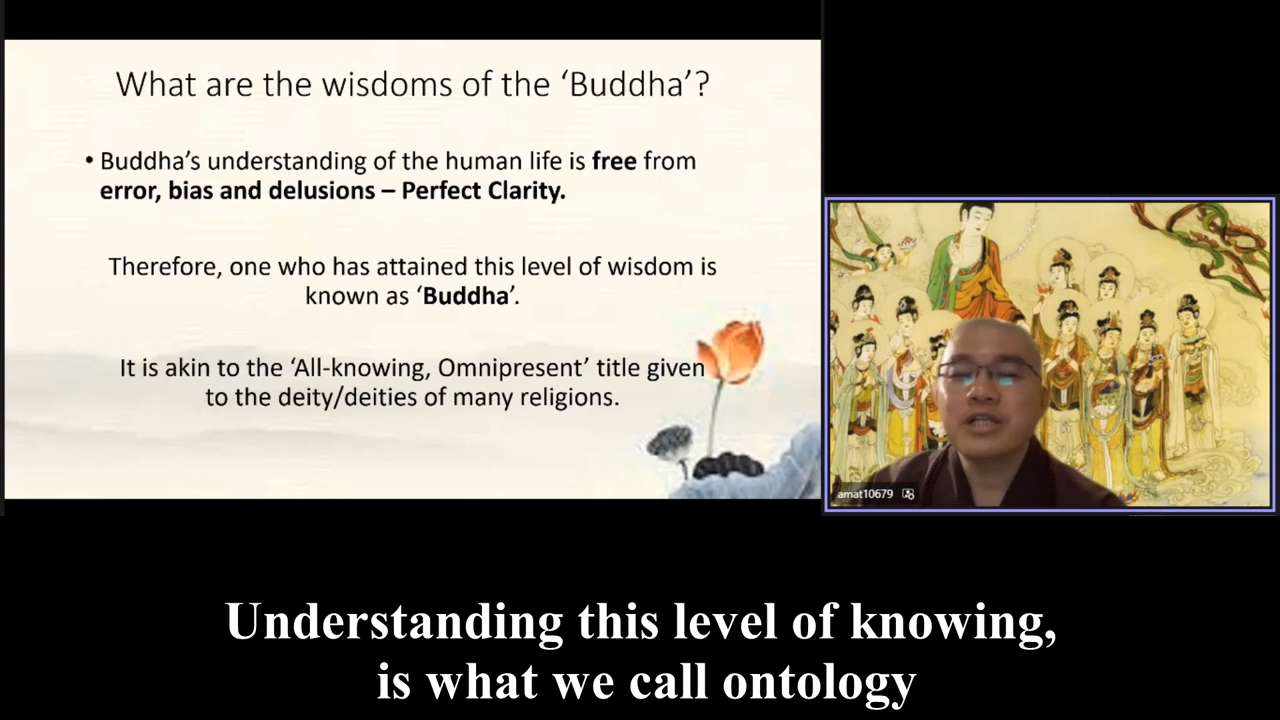 What are the wisdoms of the ‘Buddha’?
• Buddha’s understanding of the human life is free from
error, bias and delusions – Perfect Clarity.
Therefore, one who has attained this level of wisdom is
known as ‘Buddha’.
It is akin to the ‘All-knowing, Omnipresent’ title given
to the deity/deities of many religions.
amat10679
Understanding this level of knowing,
is what we call ontology